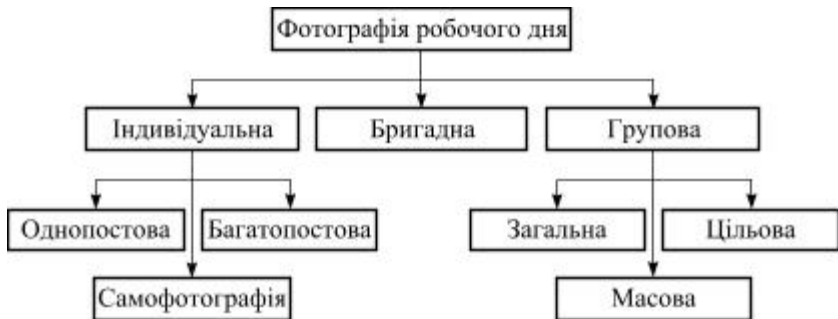 Фотографія робочого дня
Індивідуальна
Бригадна
Групова
Однопостова
Багатопостова
Загальна
Цільова
Самофотографія
Масова